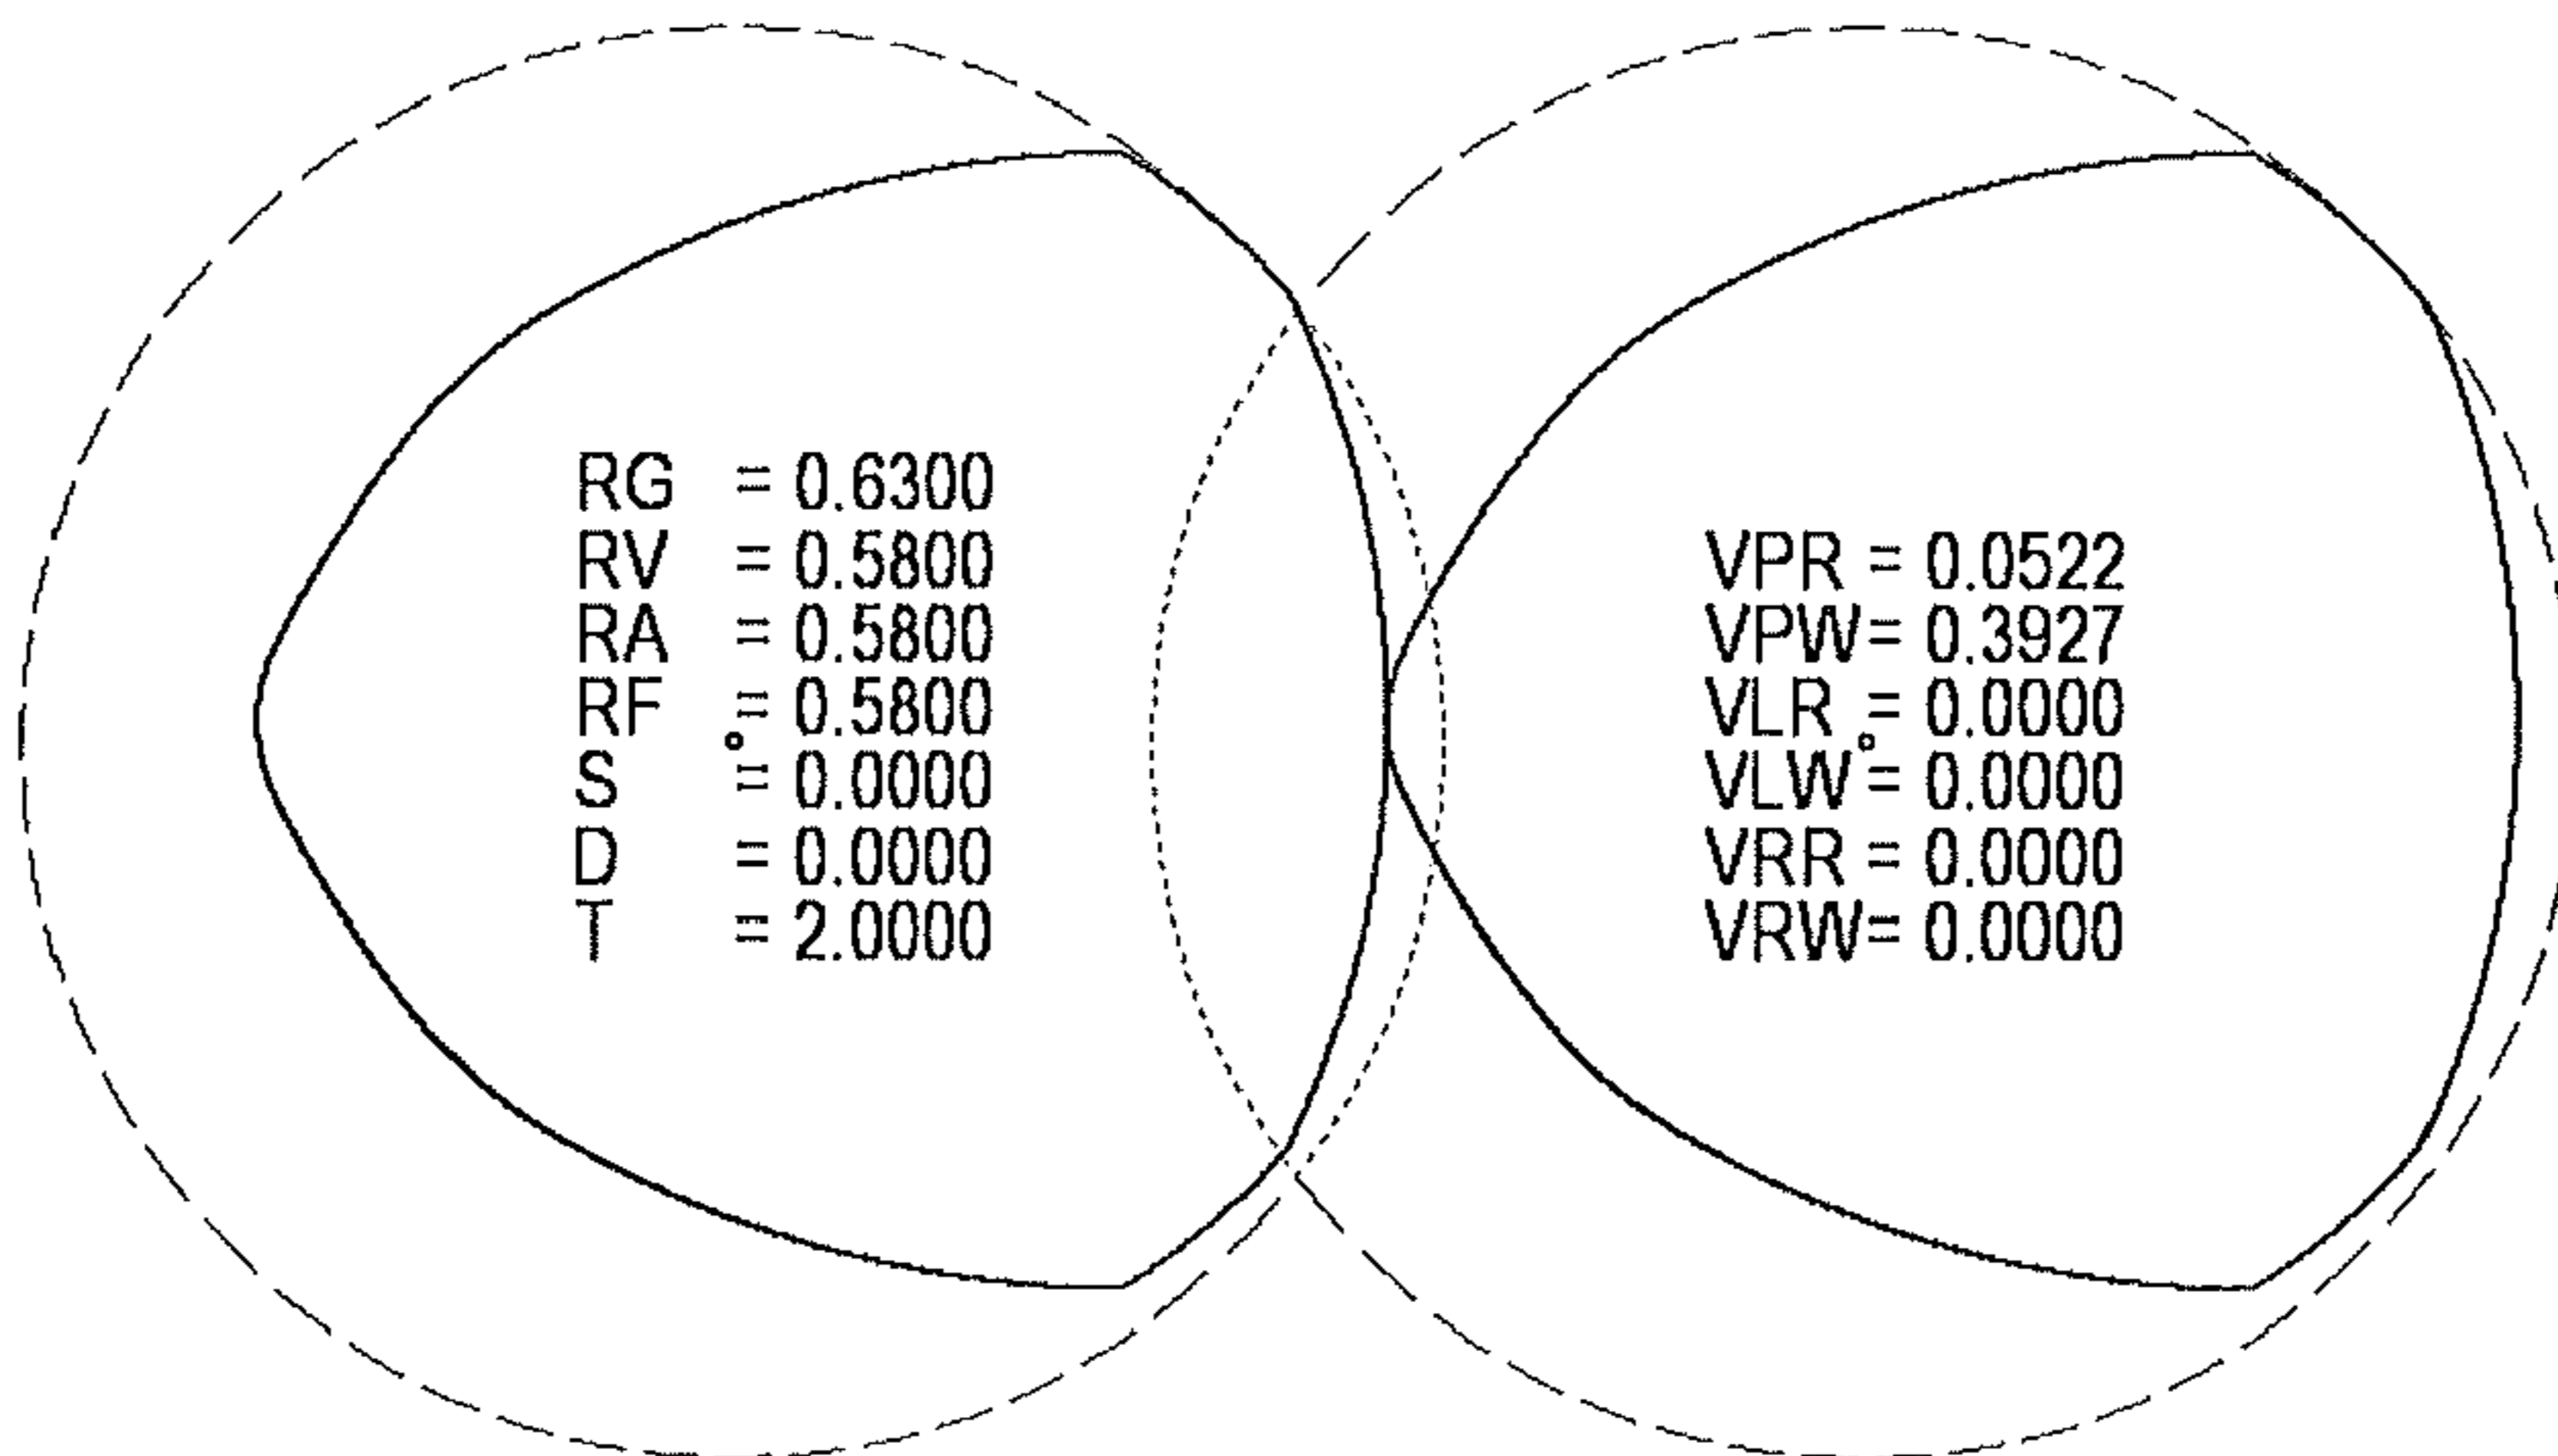 RG = 0.6300
RV = 0.5800
RA = 0.5800
RF = 0.5800
S = 0.0000
D = 0.0000
T = 2.0000
VPR = 0.0522
VPW = 0.3927
VLR = 0.0000
VLW = 0.0000
VRR = 0.0000
VRW = 0.0000